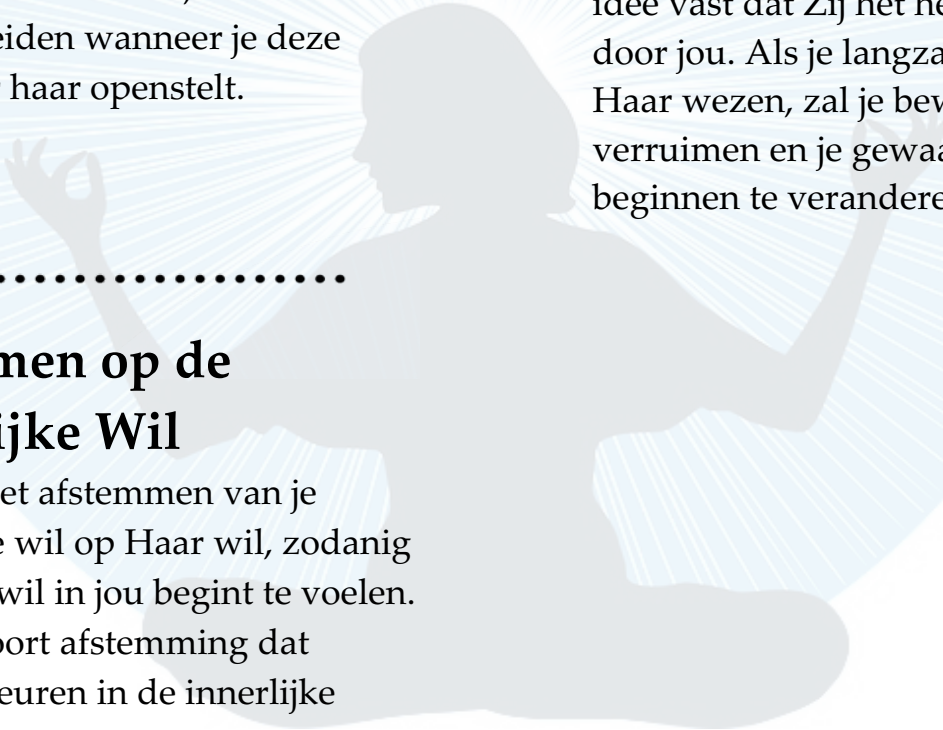 eiden wanneer je deze
haar openstelt.
men op de
ijke Wil
et afstemmen van je
e wil op Haar wil, zodanig
wil in jou begint te voelen.
oort afstemming dat
euren in de innerlijke
idee vast dat Zij het he
door jou. Als je langza
Haar wezen, zal je bew
verruimen en je gewaa
beginnen te verandere